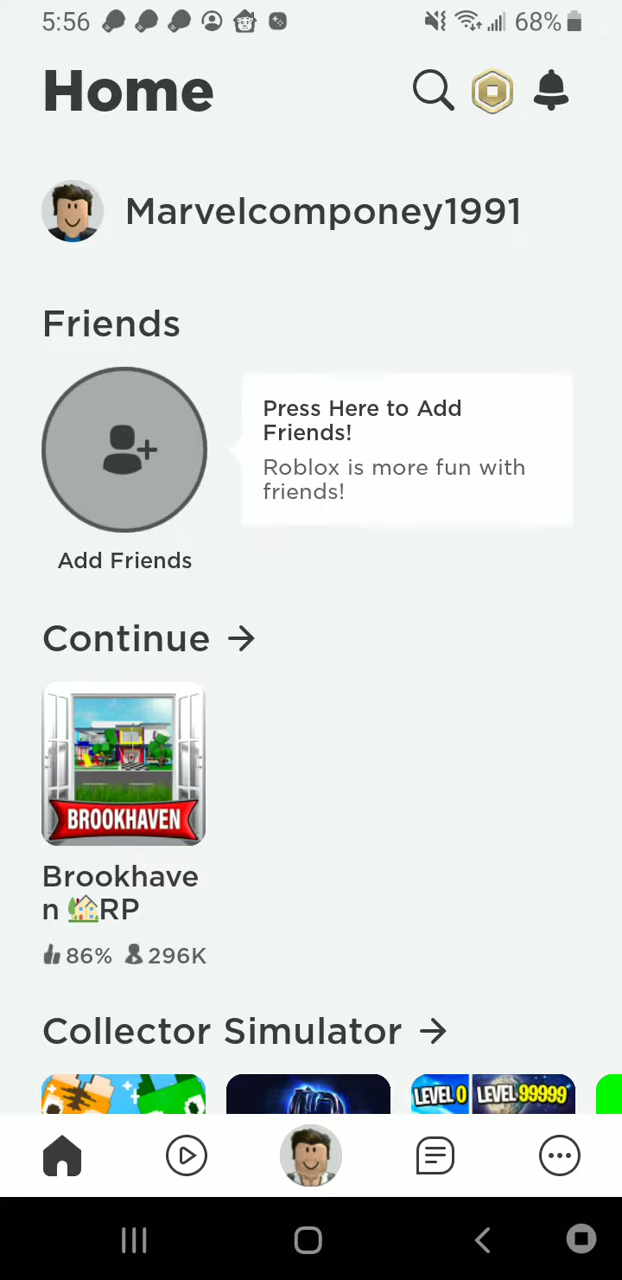 5:56
68%
Home
Marvelcomponey1991
Friends
Press Here to Add
Friends!
Roblox is more fun with
friends!
Add Friends
Continue →
BROOKHAVEN
Brookhave
n 🏡RP
86% 296K
Collector Simulator →
LEVEL 0 LEVEL 99999